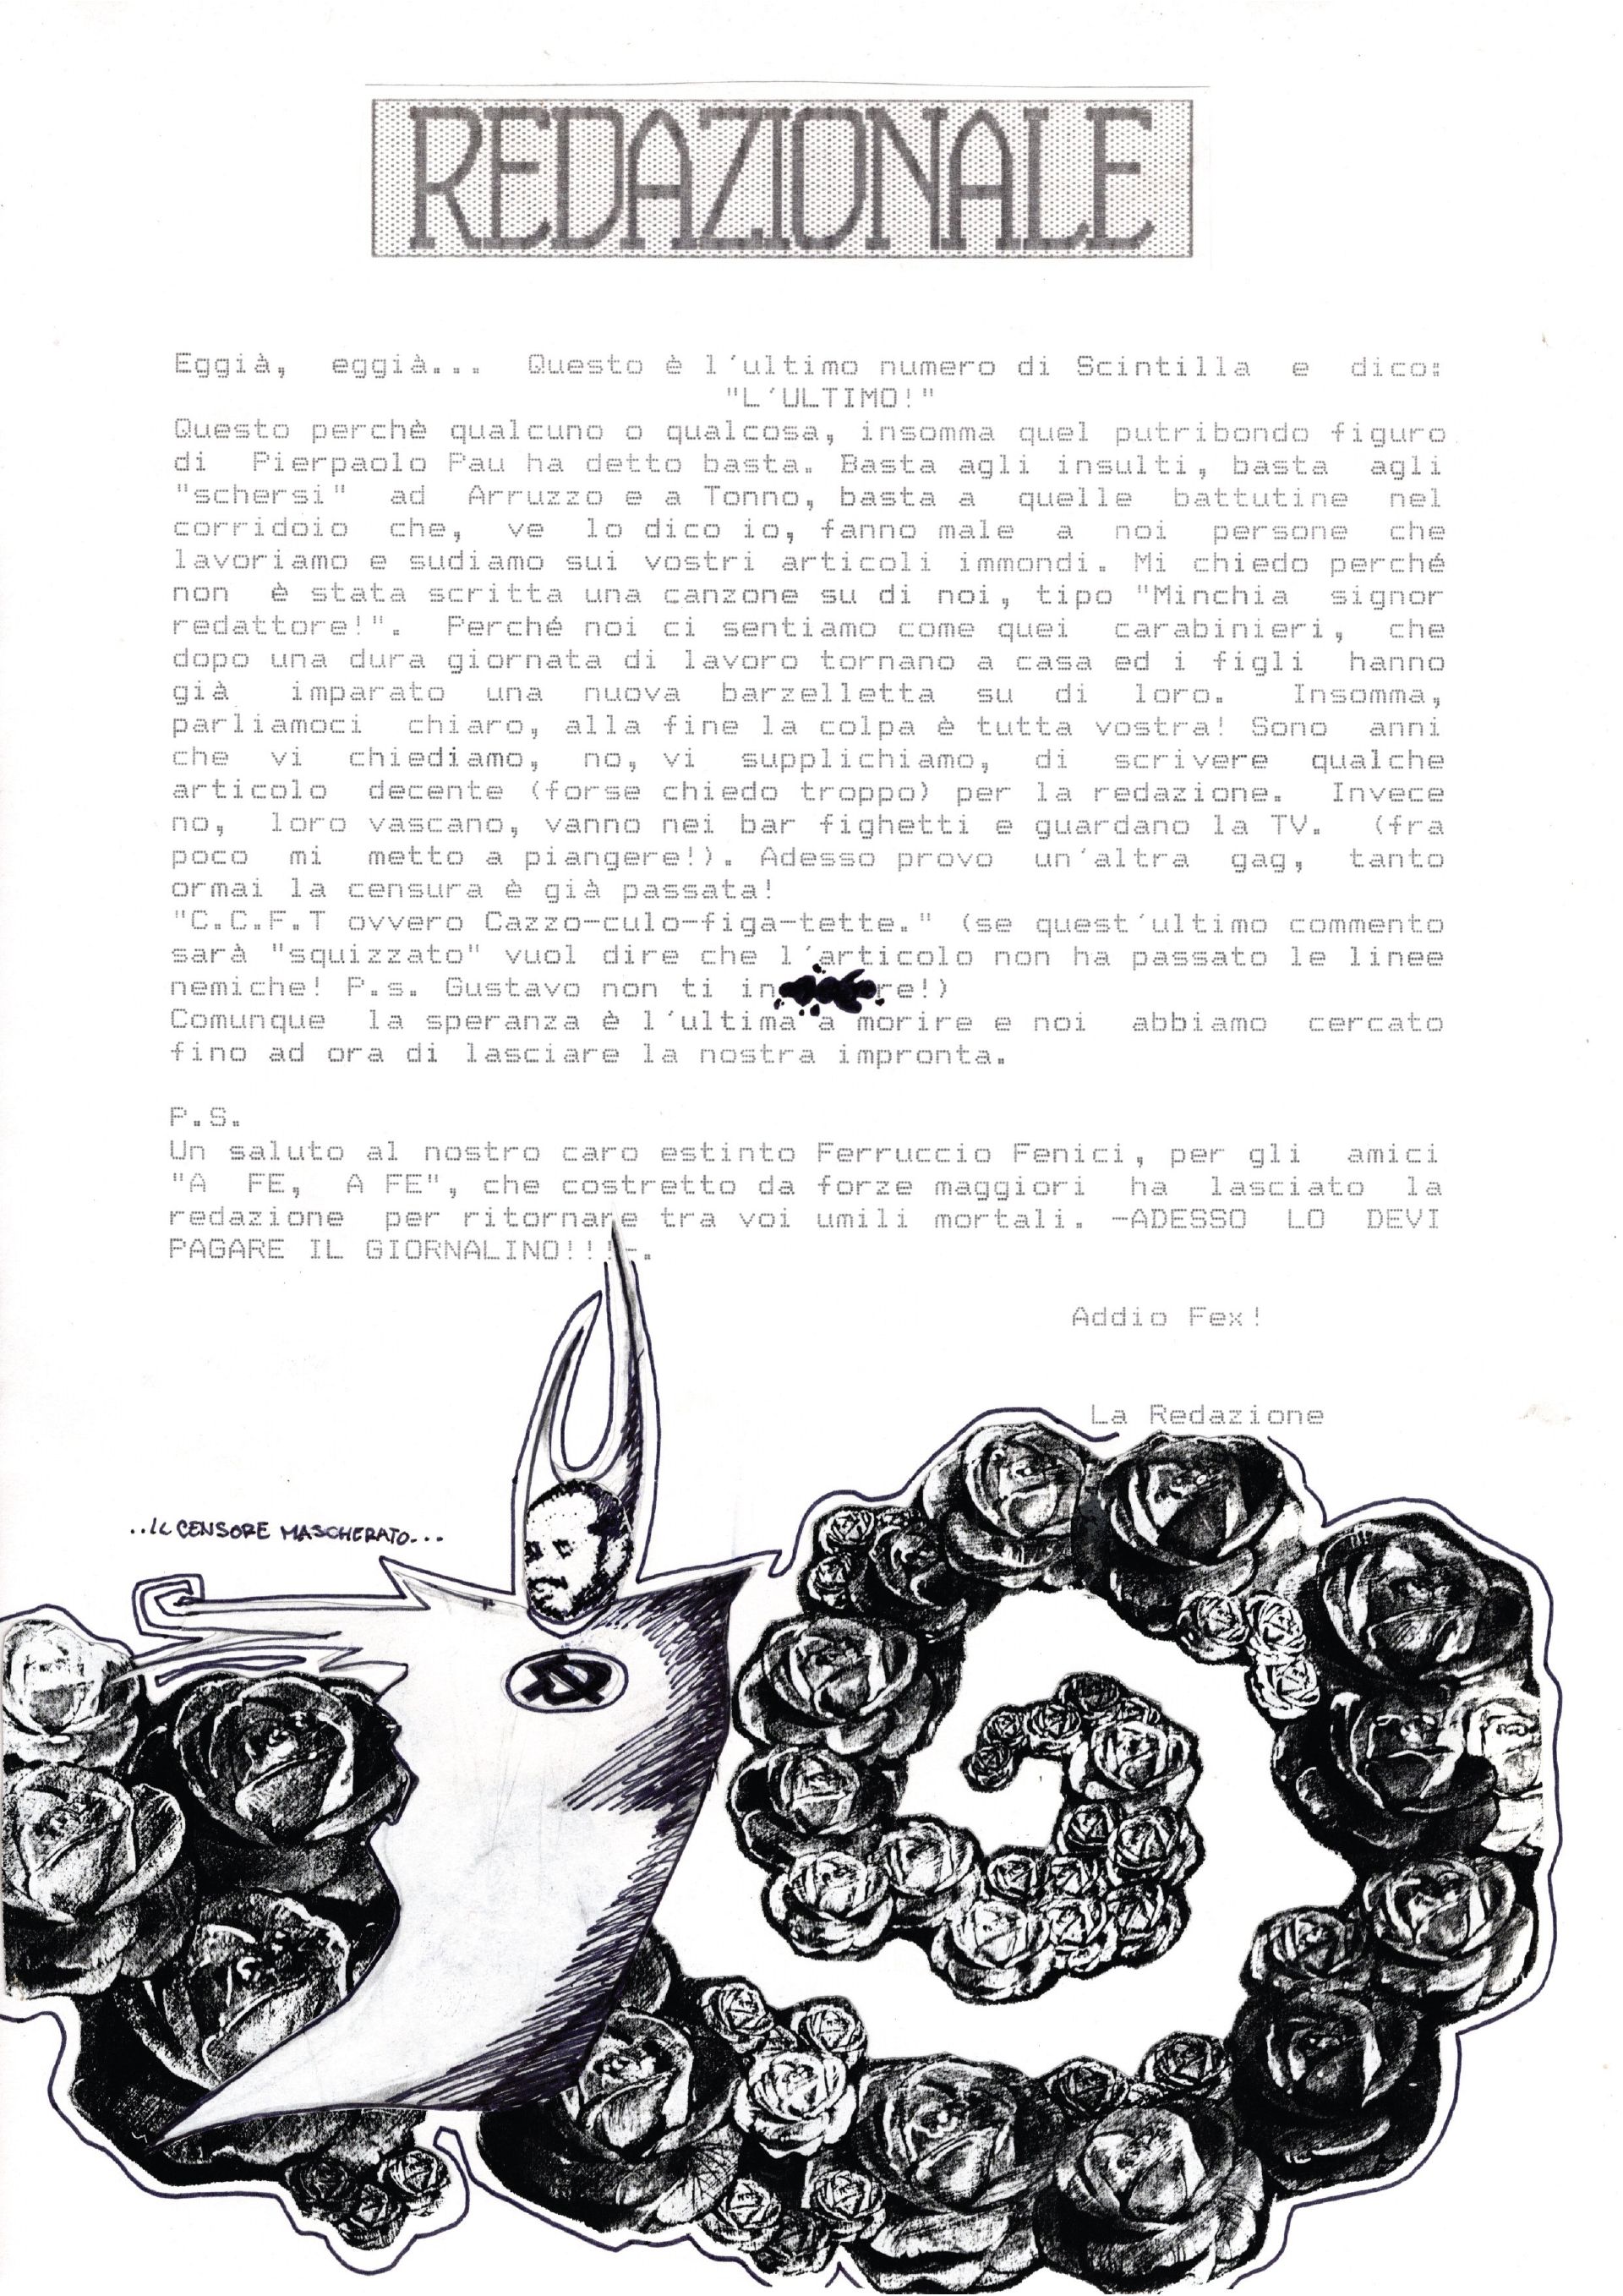 REDAZIONALE
Eggià, eggià... Questo è l'ultimo numero di Scintilla e dico:
"L'ULTIMO!"
Questo perchè qualcuno o qualcosa, insomma quel putribondo figuro
di Pierpaolo Pau ha detto basta. Basta agli insulti, basta agli
"schersi" ad Arruzzo e a Tonno, basta a quelle battutine nel
corridoio che, ve lo dico io, fanno male a noi persone che
lavoriamo e sudiamo sui vostri articoli immondi. Mi chiedo perché
non è stata scritta una canzone su di noi, tipo "Minchia signor
redattore!". Perché noi ci sentiamo come quei carabinieri, che
dopo una dura giornata di lavoro tornano a casa ed i figli hanno
già imparato una nuova barzelletta su di loro. Insomma,
parliamoci chiaro, alla fine la colpa è tutta vostra! Sono anni
che vi chiediamo, no, vi supplichiamo, di scrivere qualche
articolo decente (forse chiedo troppo) per la redazione. Invece
no, loro vascano, vanno nei bar fighetti e guardano la TV. (fra
poco mi metto a piangere!). Adesso provo un'altra gag, tanto
ormai la censura è già passata!
"C.C.F.T ovvero Cazzo-culo-figa-tette." (se quest'ultimo commento
sarà "squizzato" vuol dire che l'articolo non ha passato le linee
nemiche! P.s. Gustavo non ti in re!)
Comunque la speranza è l'ultima a morire e noi abbiamo cercato
fino ad ora di lasciare la nostra impronta.
P.S.
Un saluto al nostro caro estinto Ferruccio Fenici, per gli amici
"A FE, A FE", che costretto da forze maggiori ha lasciato la
redazione per ritornare tra voi umili mortali. -ADESSO LO DEVI
PAGARE IL GIORNALINO!!!-.
Addio Fex!
La Redazione
..IL CENSORE MASCHERATO...